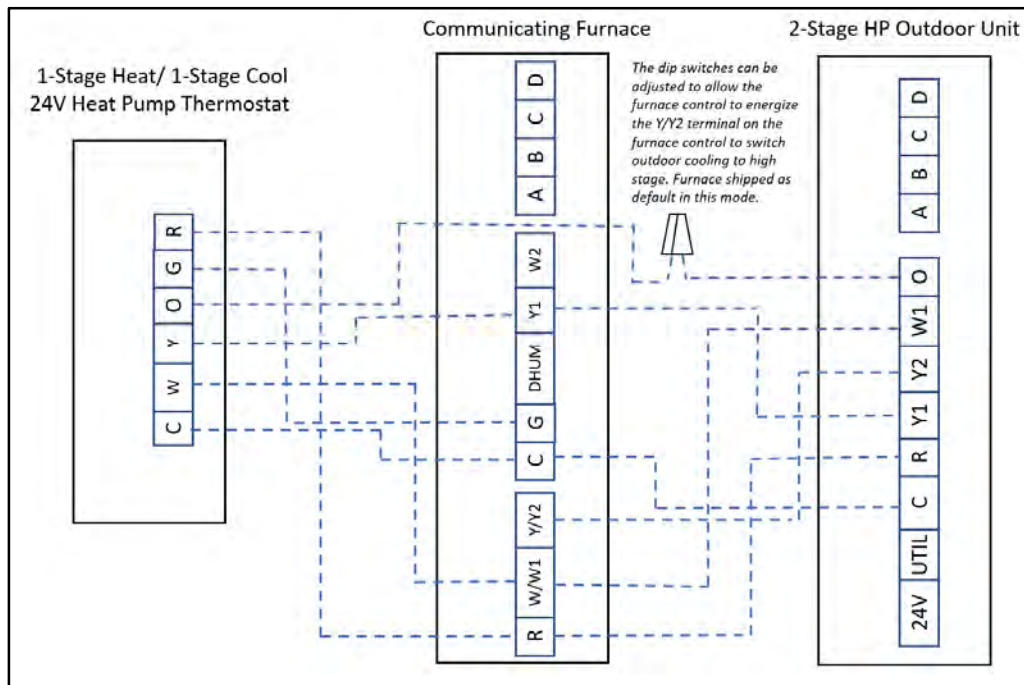 Communicating Furnace
2-Stage HP Outdoor Unit
1-Stage Heat/ 1-Stage Cool
24V Heat Pump Thermostat
The dip switches can be
adjusted to allow the
furnace control to energize
the Y/Y2 terminal on the
furnace control to switch
outdoor cooling to high
stage. Furnace shipped as
default in this mode.
R
G
O
Y
W
C
D
C
B
A
W2
Y1
DHUM
G
C
Y/Y2
W/W1
R
D
C
B
A
O
W1
Y2
Y1
R
C
UTIL
24V